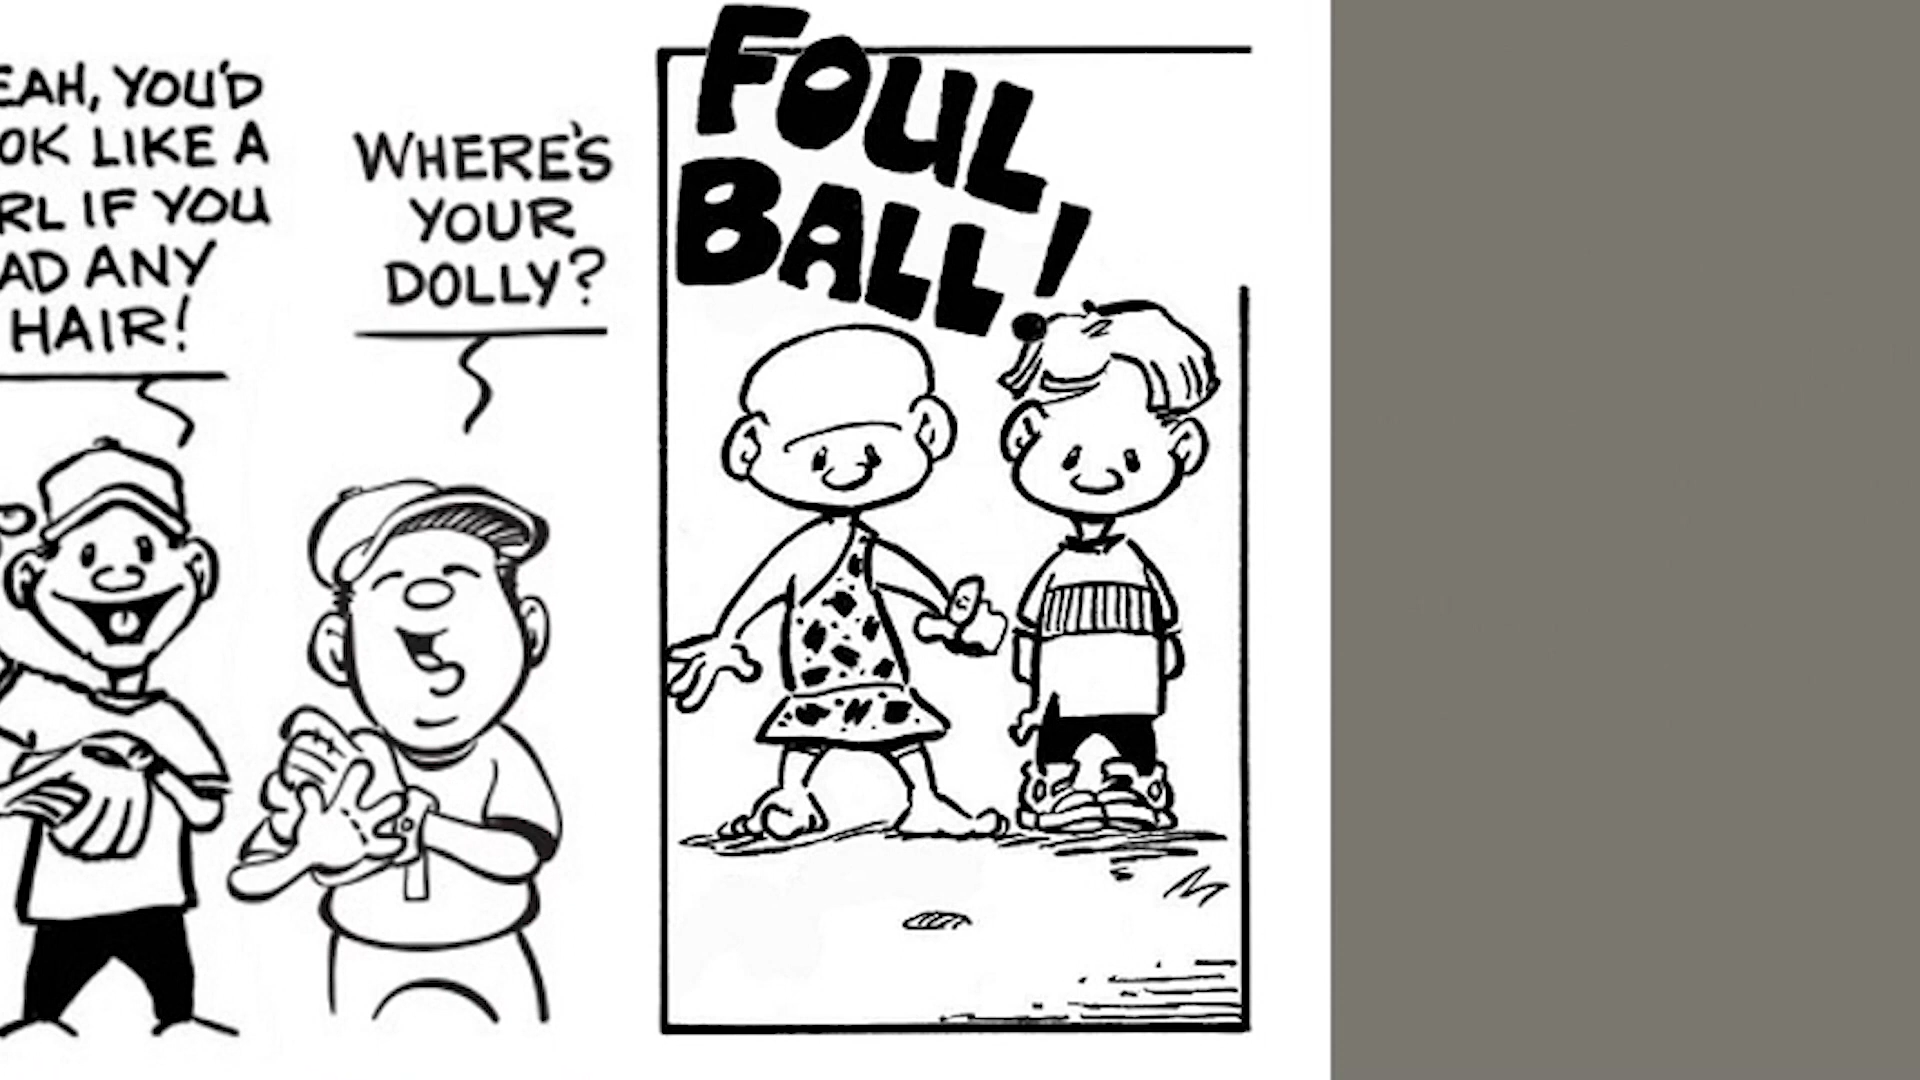 EAH, YOU'D
OK LIKE A
RL IF YOU
AD ANY
HAIR!
WHERE'S
YOUR
DOLLY?
FOUL
BALL!